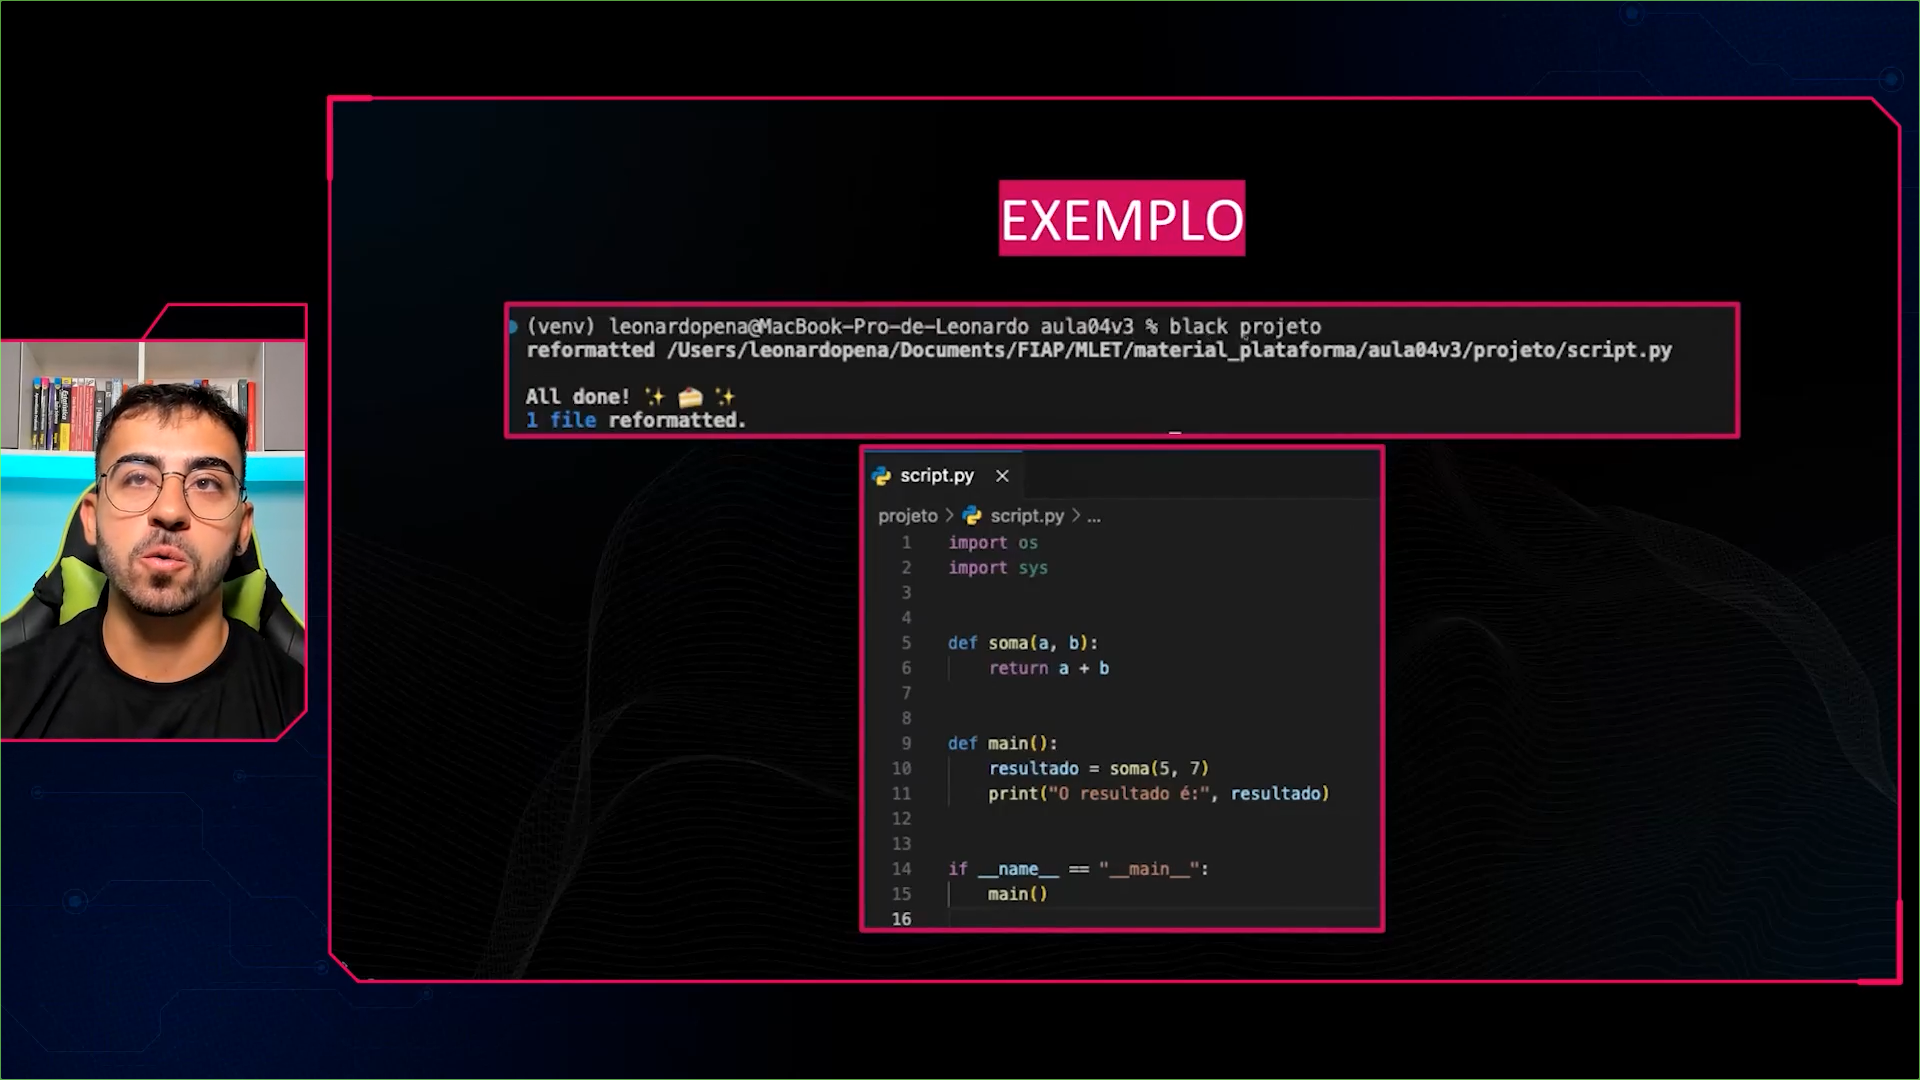 EXEMPLO
(venv) leonardopena@MacBook-Pro-de-Leonardo aula04v3 % black projeto
reformatted /Users/leonardopena/Documents/FIAP/MLET/material_plataforma/aula04v3/projeto/script.py
All done! ✨ 🍰 ✨
1 file reformatted.
script.py ×
projeto > script.py > ...
1 import os
2 import sys
3
4
5 def soma(a, b):
6     return a + b
7
8
9 def main():
10     resultado = soma(5, 7)
11     print("O resultado é:", resultado)
12
13
14 if __name__ == "__main__":
15     main()
16